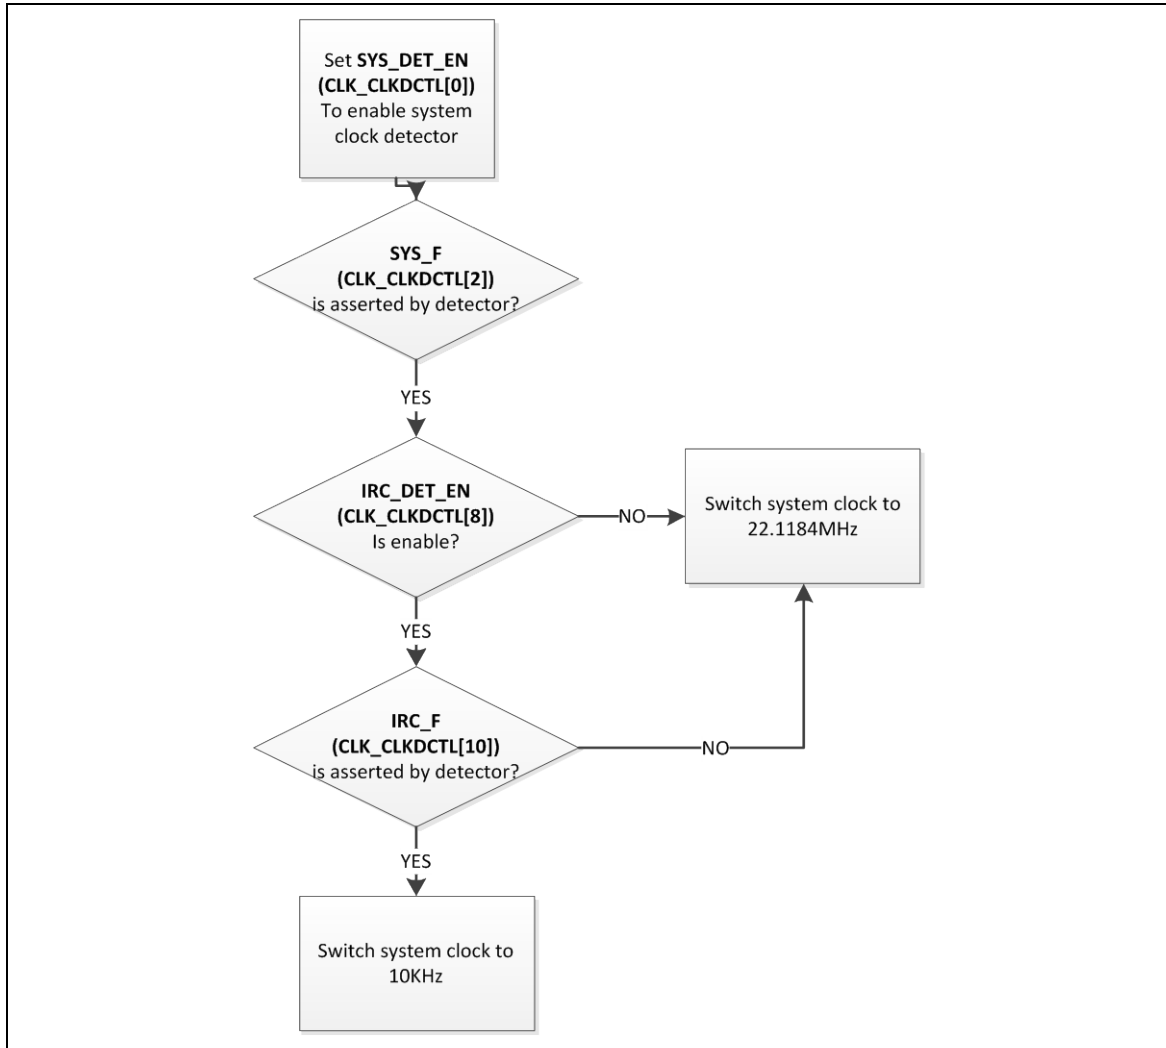 Set SYS_DET_EN
(CLK_CLKDCTL[0])
To enable system
clock detector
SYS_F
(CLK_CLKDCTL[2])
is asserted by detector?
YES
IRC_DET_EN
(CLK_CLKDCTL[8])
Is enable?
NO
Switch system clock to
22.1184MHz
YES
IRC_F
(CLK_CLKDCTL[10])
is asserted by detector?
NO
YES
Switch system clock to
10KHz